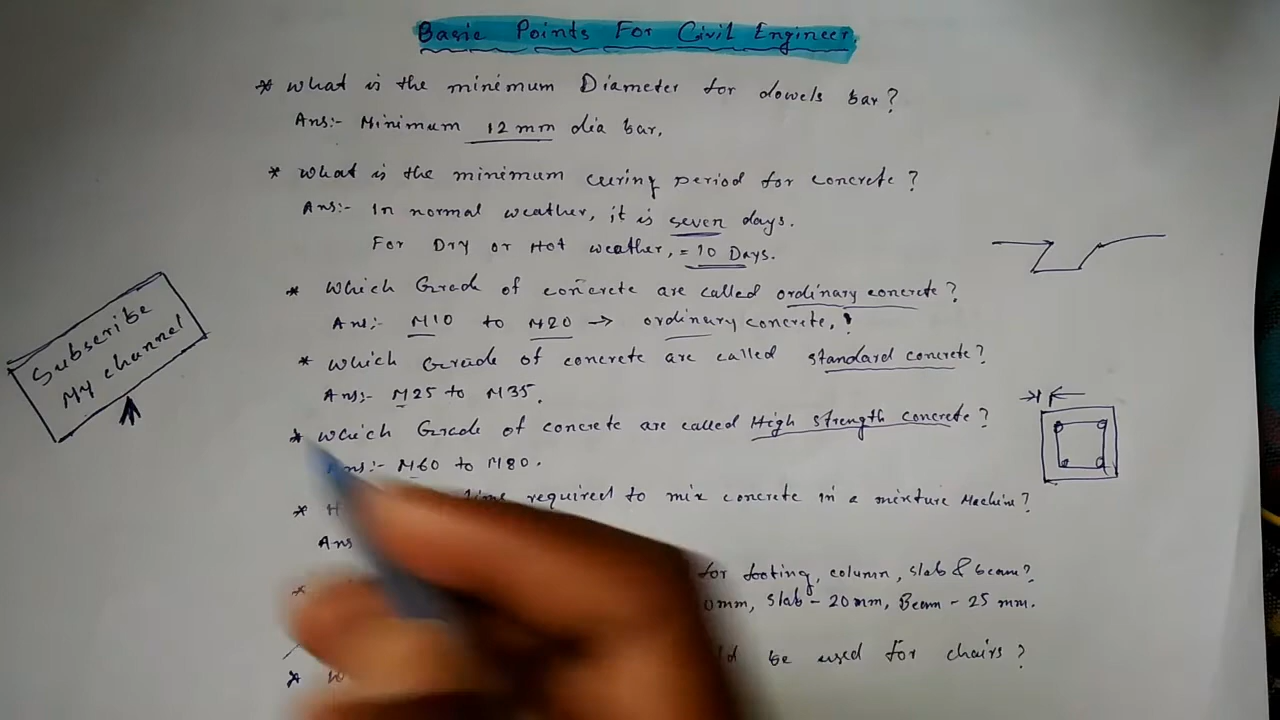 Basic Points For Civil Engineer.
* What is the minimum Diameter for dowels bar?
Ans:- Minimum 12 mm dia bar.
* What is the minimum curing period for concrete?
Ans:- In normal weather, it is seven days.
For Dry or Hot weather, = 10 Days.
* Which Grade of concrete are called ordinary concrete?
Ans:- M10 to M20 → ordinary concrete.
* Which Grade of concrete are called standard concrete?
Ans:- M25 to M35.
* Which Grade of concrete are called High strength concrete?
Ans:- M60 to M80.
* time required to mix concrete in a mixture Machine?
Ans
* for footing, column, slab & beam?
0mm, Slab - 20mm, Beam - 25 mm.
* be used for chairs?
Subscribe
My channel